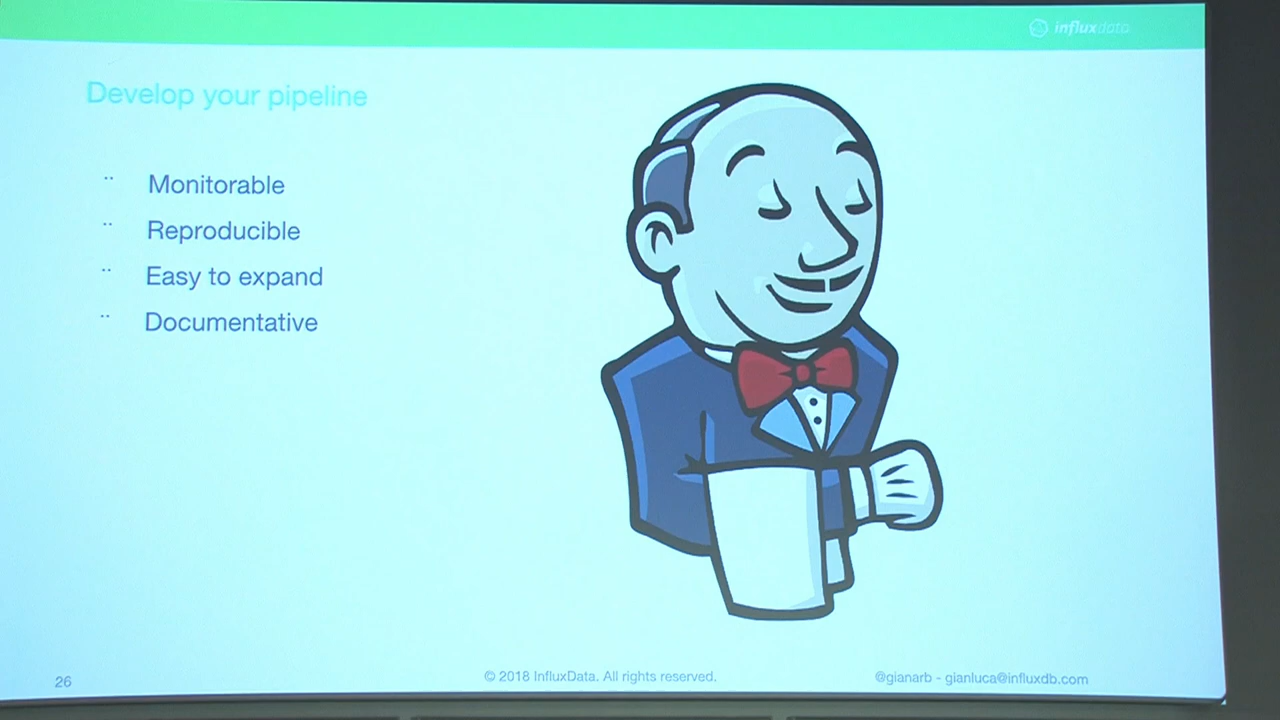 influxdata
Develop your pipeline
¨ Monitorable
¨ Reproducible
¨ Easy to expand
¨ Documentative
26
© 2018 InfluxData. All rights reserved.
@gianarb - gianluca@influxdb.com